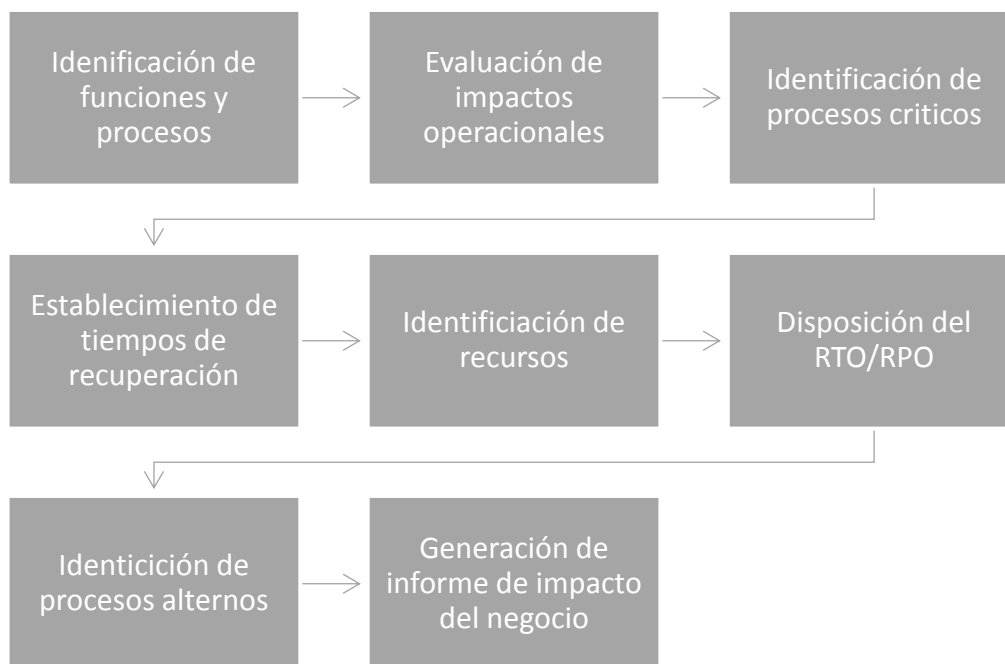 Idenificación de
funciones y
procesos
Evaluación de
impactos
operacionales
Identificación de
procesos criticos
Establecimiento de
tiempos de
recuperación
Identificiación de
recursos
Disposición del
RTO/RPO
Identicición de
procesos alternos
Generación de
informe de impacto
del negocio